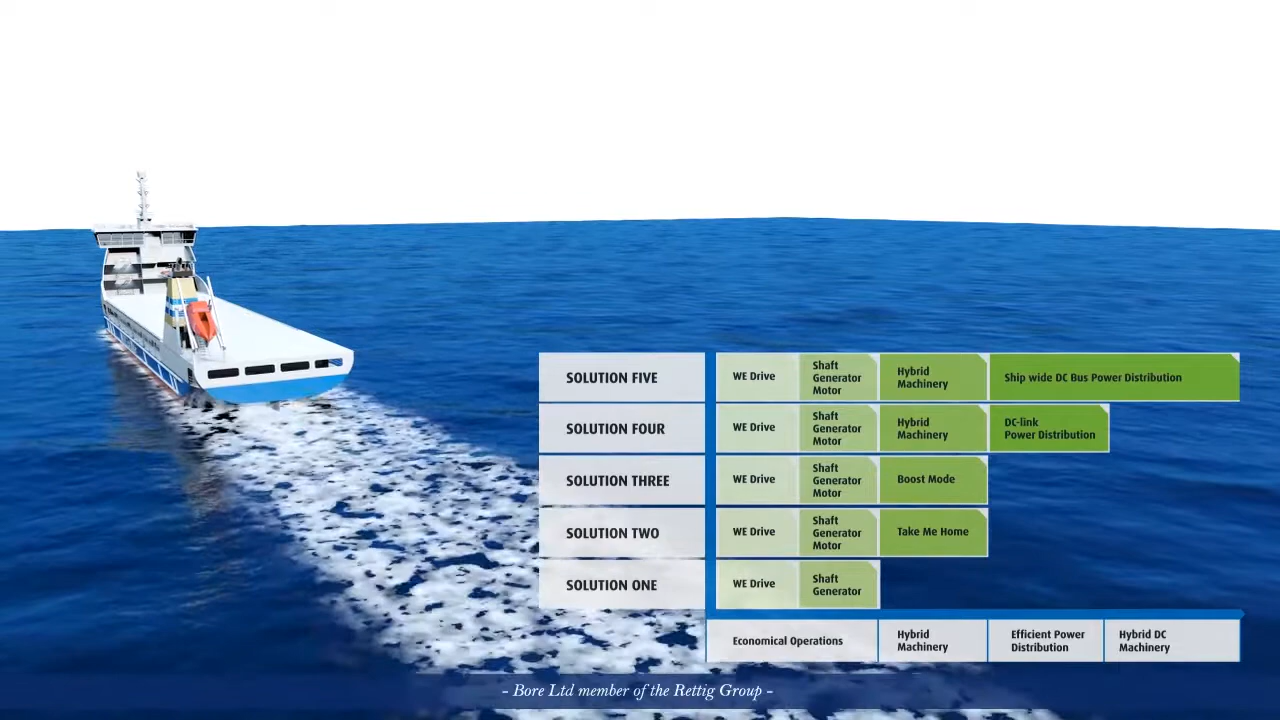 SOLUTION FIVE
WE Drive
Shaft
Generator
Motor
Hybrid
Machinery
Ship wide DC Bus Power Distribution
SOLUTION FOUR
WE Drive
Shaft
Generator
Motor
Hybrid
Machinery
DC-link
Power Distribution
SOLUTION THREE
WE Drive
Shaft
Generator
Motor
Boost Mode
SOLUTION TWO
WE Drive
Shaft
Generator
Motor
Take Me Home
SOLUTION ONE
WE Drive
Shaft
Generator
Economical Operations
Hybrid
Machinery
Efficient Power
Distribution
Hybrid DC
Machinery
– Bore Ltd member of the Rettig Group –